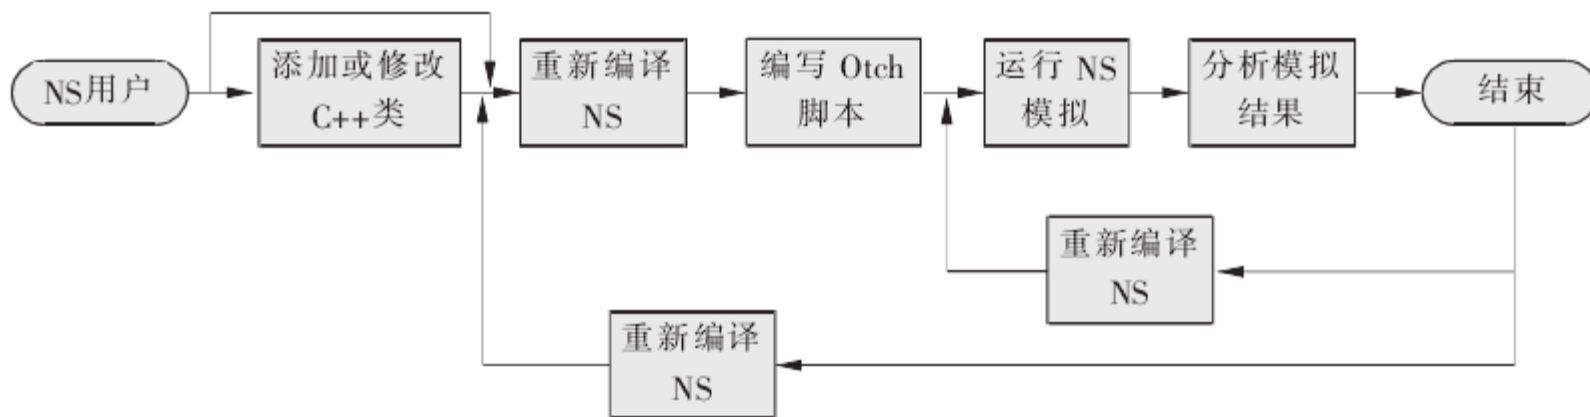 NS用户
添加或修改
C++类
重新编译
NS
编写 Otch
脚本
运行 NS
模拟
分析模拟
结果
结束
重新编译
NS
重新编译
NS